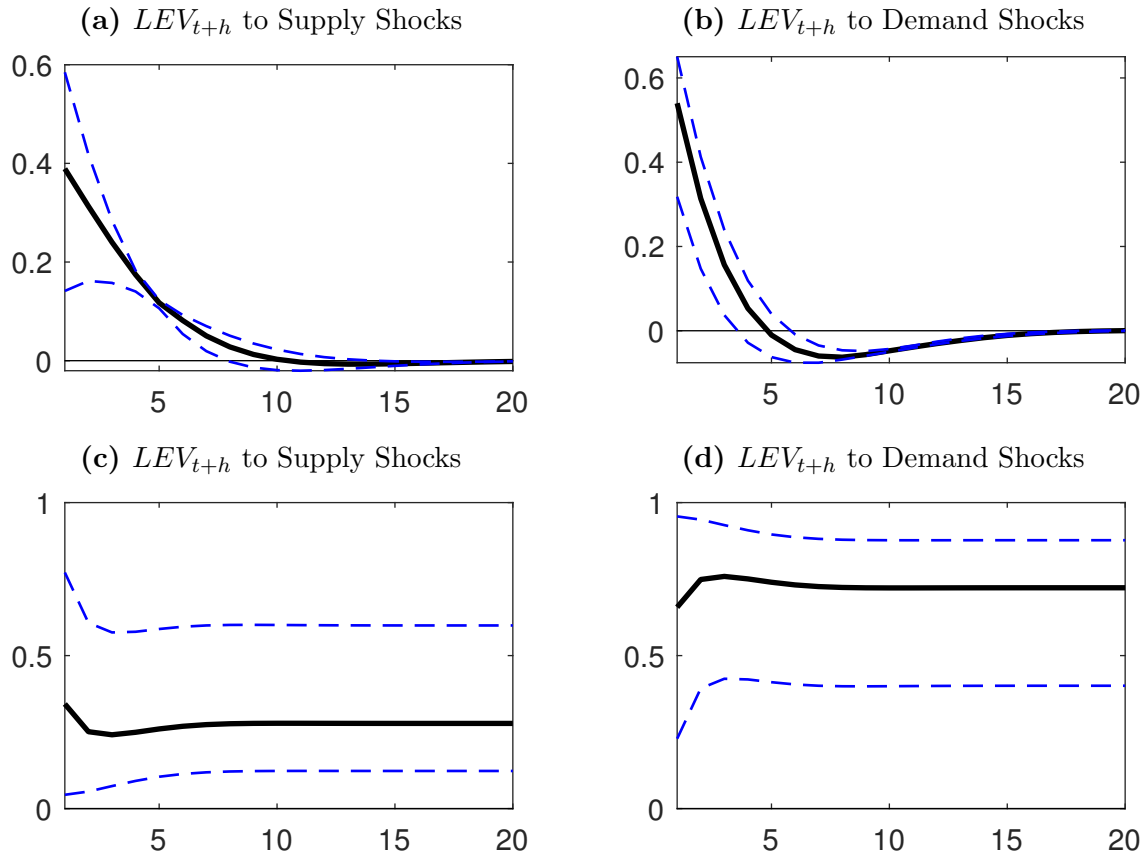 (a) LEV_{t+h} to Supply Shocks
0.6
0.4
0.2
0
5 10 15 20
(b) LEV_{t+h} to Demand Shocks
0.6
0.4
0.2
0
5 10 15 20
(c) LEV_{t+h} to Supply Shocks
1
0.5
0
5 10 15 20
(d) LEV_{t+h} to Demand Shocks
1
0.5
0
5 10 15 20